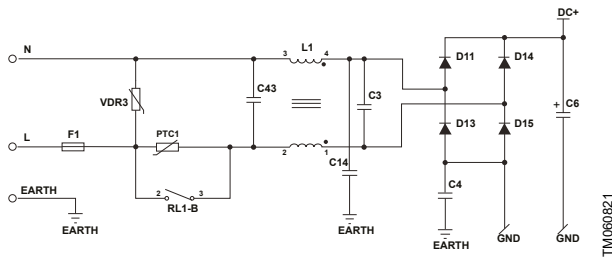 DC+
N
3
L1
4
D11
D14
VDR3
C43
C3
+
C6
L
F1
PTC1
D13
D15
2
1
C14
2
3
RL1-B
C4
EARTH
EARTH
EARTH
EARTH
GND
GND
TM060821